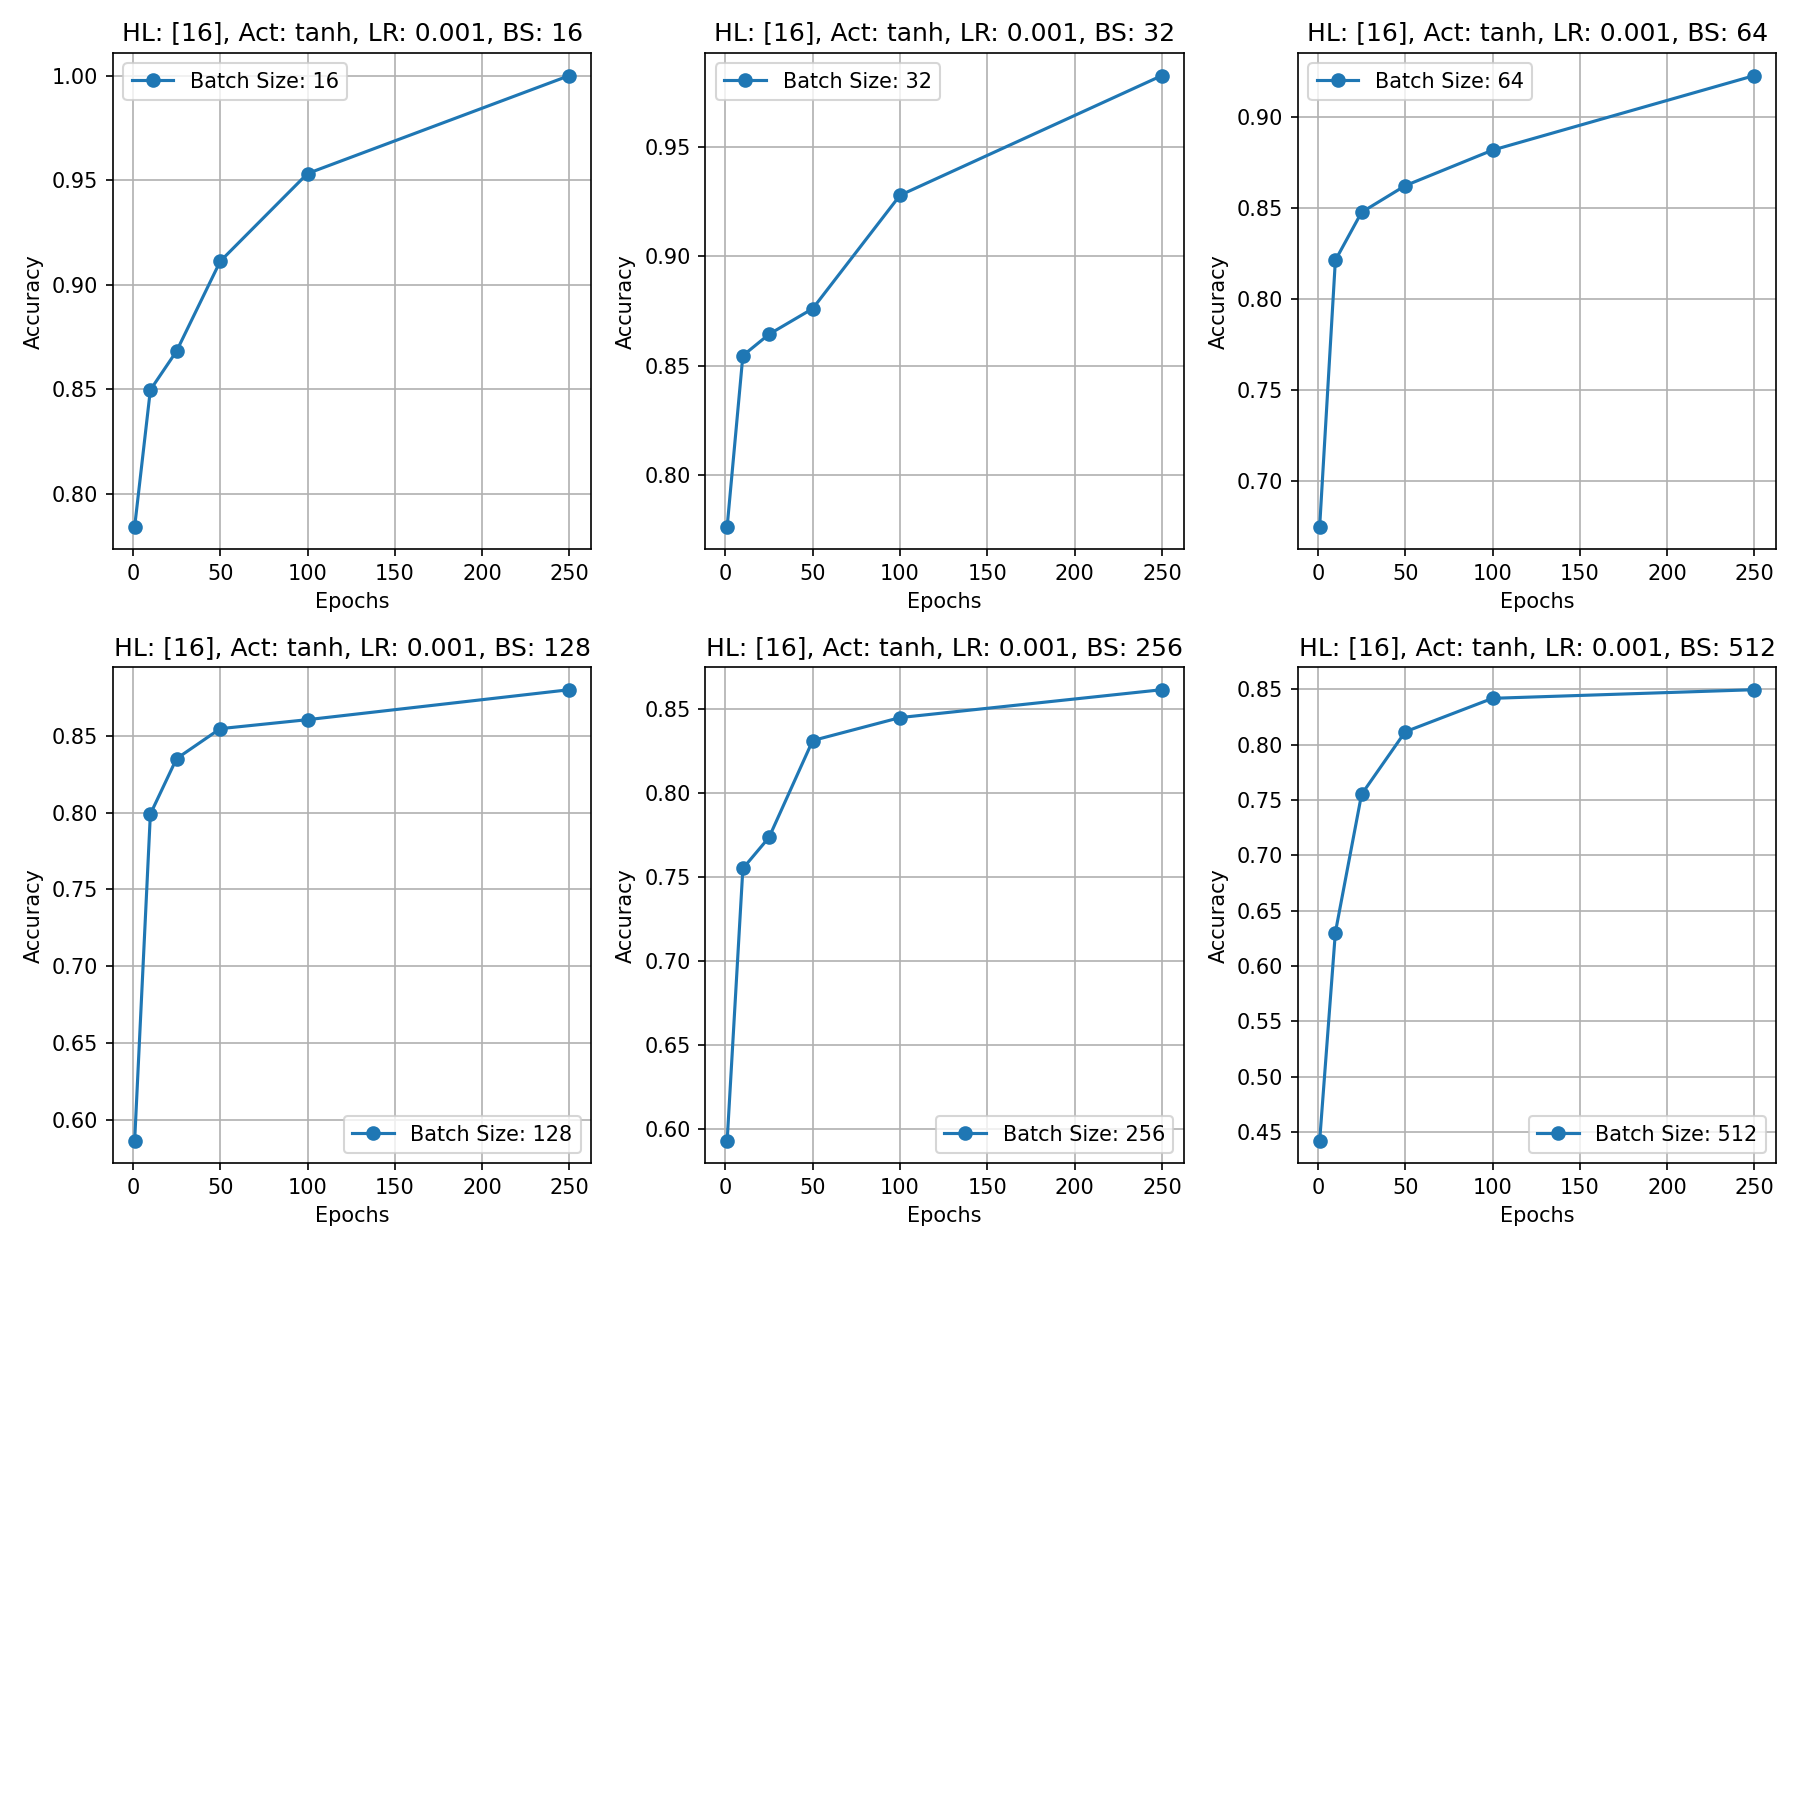 HL: [16], Act: tanh, LR: 0.001, BS: 16
Batch Size: 16
Accuracy
1.00
0.95
0.90
0.85
0.80
0 50 100 150 200 250
Epochs
HL: [16], Act: tanh, LR: 0.001, BS: 32
Batch Size: 32
Accuracy
0.95
0.90
0.85
0.80
0 50 100 150 200 250
Epochs
HL: [16], Act: tanh, LR: 0.001, BS: 64
Batch Size: 64
Accuracy
0.90
0.85
0.80
0.75
0.70
0 50 100 150 200 250
Epochs
HL: [16], Act: tanh, LR: 0.001, BS: 128
Accuracy
0.85
0.80
0.75
0.70
0.65
0.60
Batch Size: 128
0 50 100 150 200 250
Epochs
HL: [16], Act: tanh, LR: 0.001, BS: 256
Accuracy
0.85
0.80
0.75
0.70
0.65
0.60
Batch Size: 256
0 50 100 150 200 250
Epochs
HL: [16], Act: tanh, LR: 0.001, BS: 512
Accuracy
0.85
0.80
0.75
0.70
0.65
0.60
0.55
0.50
0.45
Batch Size: 512
0 50 100 150 200 250
Epochs